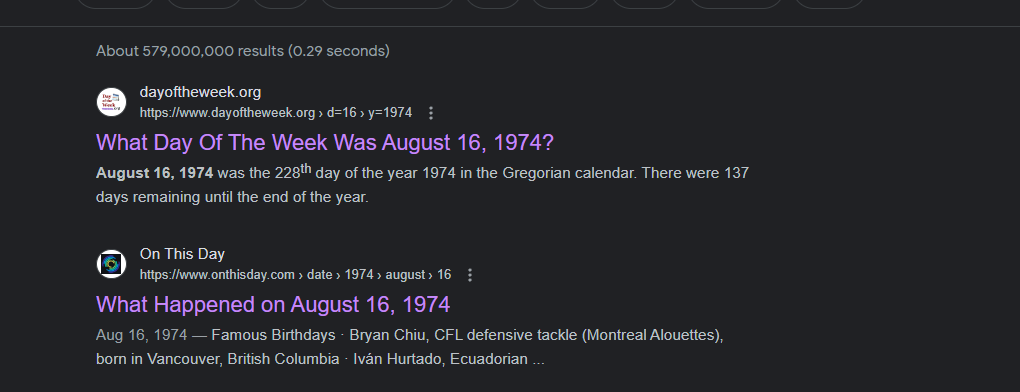 About 579,000,000 results (0.29 seconds)
dayoftheweek.org
https://www.dayoftheweek.org › d=16 › y=1974
What Day Of The Week Was August 16, 1974?
August 16, 1974 was the 228th day of the year 1974 in the Gregorian calendar. There were 137
days remaining until the end of the year.
On This Day
https://www.onthisday.com › date › 1974 › august › 16
What Happened on August 16, 1974
Aug 16, 1974 — Famous Birthdays · Bryan Chiu, CFL defensive tackle (Montreal Alouettes),
born in Vancouver, British Columbia · Iván Hurtado, Ecuadorian ...